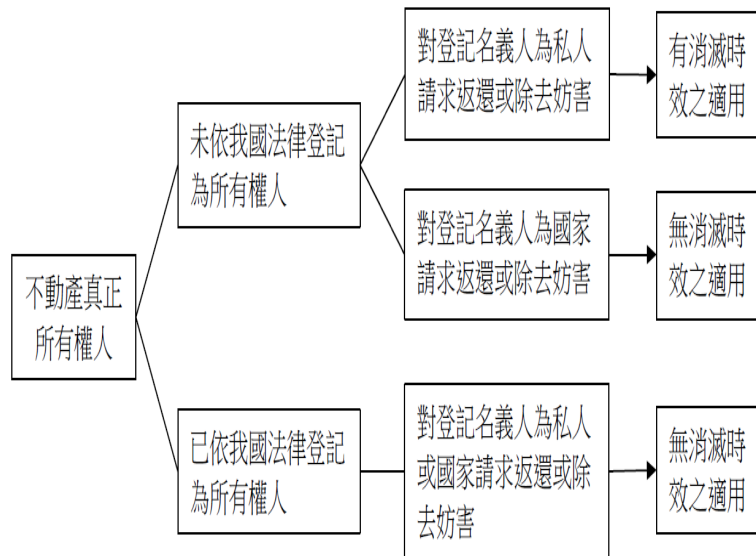 不動產真正
所有權人
未依我國法律登記
為所有權人
對登記名義人為私人
請求返還或除去妨害
有消滅時
效之適用
對登記名義人為國家
請求返還或除去妨害
無消滅時
效之適用
已依我國法律登記
為所有權人
對登記名義人為私人
或國家請求返還或除
去妨害
無消滅時
效之適用